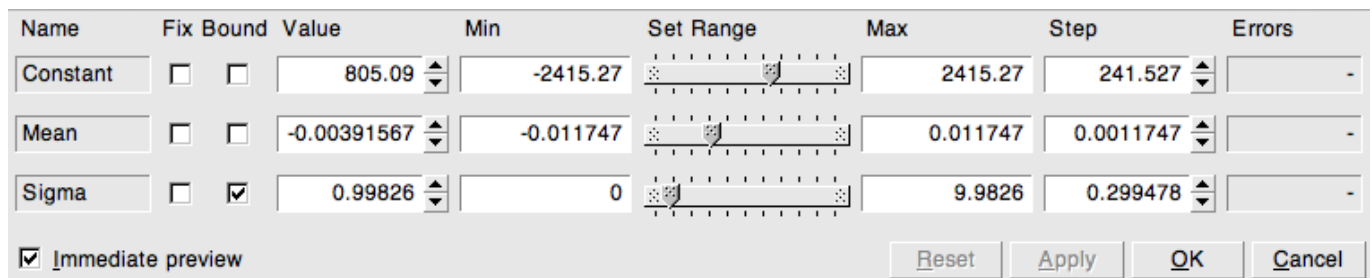 Name Fix Bound Value Min Set Range Max Step Errors
Constant 805.09 -2415.27 2415.27 241.527 -
Mean -0.00391567 -0.011747 0.011747 0.0011747 -
Sigma 0.99826 0 9.9826 0.299478 -
Immediate preview Reset Apply OK Cancel